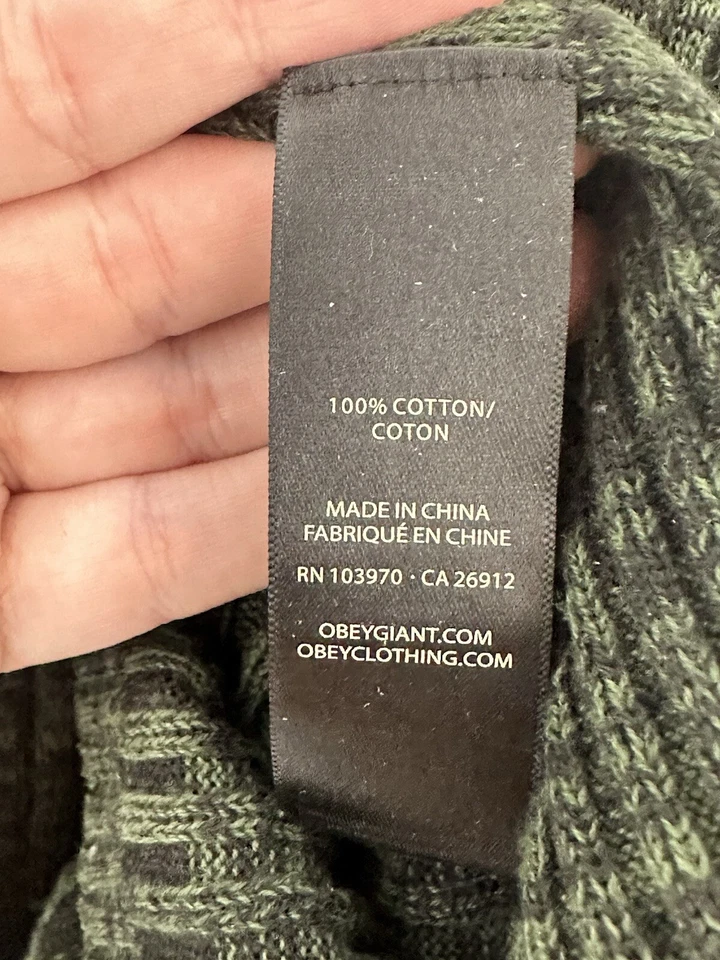 100% COTTON/
COTON
MADE IN CHINA
FABRIQUÉ EN CHINE
RN 103970 · CA 26912
OBEYGIANT.COM
OBEYCLOTHING.COM